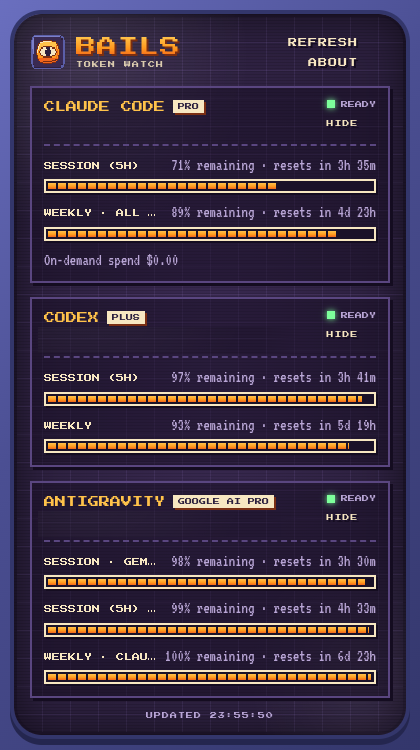 BAILS
TOKEN WATCH
REFRESH
ABOUT
CLAUDE CODE PRO
READY
HIDE
SESSION (5H) 71% remaining · resets in 3h 35m
WEEKLY · ALL … 89% remaining · resets in 4d 23h
On-demand spend $0.00
CODEX PLUS
READY
HIDE
SESSION (5H) 97% remaining · resets in 3h 41m
WEEKLY 93% remaining · resets in 5d 19h
ANTIGRAVITY GOOGLE AI PRO
READY
HIDE
SESSION · GEM… 98% remaining · resets in 3h 30m
SESSION (5H) … 99% remaining · resets in 4h 33m
WEEKLY · CLAU… 100% remaining · resets in 6d 23h
UPDATED 23:55:50